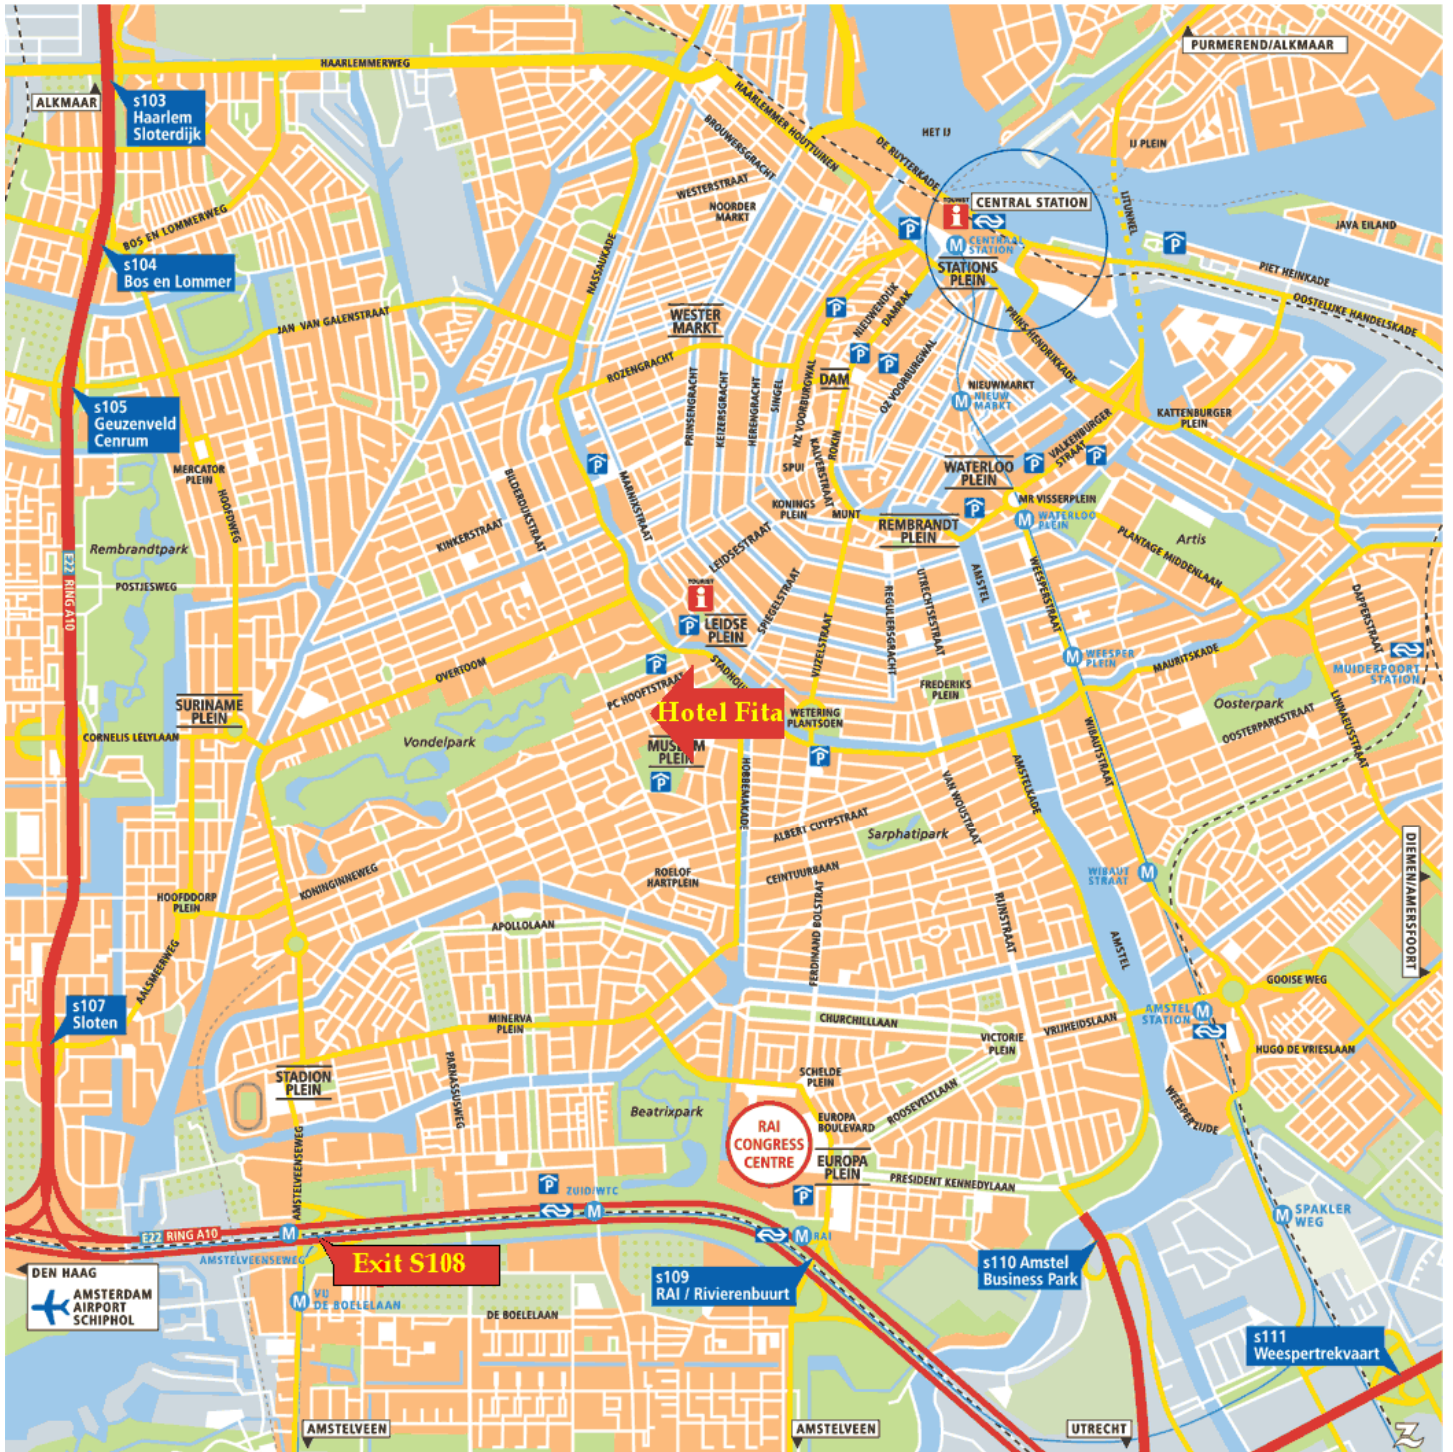 PURMEREND/ALKMAAR
HAARLEMMERWEG
ALKMAAR
s103
Haarlem
Sloterdijk
HAARLEMMER HOUTTUINEN
BROUWERSGRACHT
DE RUYTERKADE
HET IJ
IJ PLEIN
WESTERSTRAAT
NOORDER
MARKT
IJTUNNEL
TOURIST
i
CENTRAL STATION
P
M
CENTRAAL
STATION
STATIONS
PLEIN
P
JAVA EILAND
PIET HEINKADE
OOSTELIJKE HANDELSKADE
BOS EN LOMMERWEG
s104
Bos en Lommer
NASSAUKADE
JAN VAN GALENSTRAAT
WESTER
MARKT
P
NIEUWENDIJK
DAMRAK
PRINS HENDRIKKADE
P
P
ROZENGRACHT
DAM
OZ VOORBURGWAL
NIEUWMARKT
M
NIEUW
MARKT
s105
Geuzenveld
Cenrum
PRINSENGRACHT
KEIZERSGRACHT
HERENGRACHT
SINGEL
NZ VOORBURGWAL
KALVERSTRAAT
ROKIN
KATTENBURGER
PLEIN
VALKENBURGER
STRAAT
P
P
WATERLOO
PLEIN
MERCATOR
PLEIN
HOOFDWEG
BILDERDIJKSTRAAT
P
MARNIXSTRAAT
SPUI
KONINGS
PLEIN
MUNT
REMBRANDT
PLEIN
P
MR VISSERPLEIN
M
WATERLOO
PLEIN
Rembrandtpark
KINKERSTRAAT
LEIDSESTRAAT
Artis
PLANTAGE MIDDENLAAN
E22 RING A10
POSTJESWEG
TOURIST
i
P
LEIDSE
PLEIN
SPIEGELSTRAAT
VIJZELSTRAAT
REGULIERSGRACHT
UTRECHTSESTRAAT
AMSTEL
WEESPERSTRAAT
DAPPERSTRAAT
M
WEESPER
PLEIN
MAURITSKADE
MUIDERPOORT
STATION
OVERTOOM
P
PC HOOFTSTRAAT
Hotel Fita
WETERING
PLANTSOEN
FREDERIKS
PLEIN
Oosterpark
OOSTERPARKSTRAAT
LINNAEUSSTRAAT
SURINAME
PLEIN
CORNELIS LELYLAAN
Vondelpark
P
P
HOBBEMAKADE
VAN WOUSTRAAT
AMSTELKADE
WIBAUTSTRAAT
ALBERT CUYPSTRAAT
Sarphatipark
DIEMEN/AMERSFOORT
KONINGINNEWEG
HOOFDDORP
PLEIN
ROELOF
HARTPLEIN
CEINTUURBAAN
WIBAUT
STRAAT
M
APOLLOLAAN
FERDINAND BOLSTRAT
RIJNSTRAAT
AMSTEL
AALSMEERWEG
GOOISE WEG
s107
Sloten
MINERVA
PLEIN
CHURCHILLLAAN
VICTORIE
PLEIN
VRIJHEIDSLAAN
AMSTEL
STATION
M
HUGO DE VRIESLAAN
STADION
PLEIN
PARNASSUSWEG
SCHELDE
PLEIN
ROOSEVELTLAAN
WEESPERZIJDE
Beatrixpark
RAI
CONGRESS
CENTRE
EUROPA
BOULEVARD
EUROPA
PLEIN
PRESIDENT KENNEDYLAAN
AMSTELVEENSEWEG
P
ZUID/WTC
M
P
M
SPAKLER
WEG
E22 RING A10
M
AMSTELVEENSEWEG
Exit S108
M
RAI
s109
RAI / Rivierenbuurt
s110 Amstel
Business Park
DEN HAAG
AMSTERDAM
AIRPORT
SCHIPHOL
M
VU
DE BOELELAAN
DE BOELELAAN
s111
Weespertrekvaart
AMSTELVEEN
AMSTELVEEN
UTRECHT